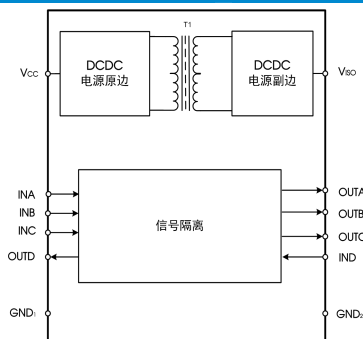 T1
VCC
DCDC
电源原边
DCDC
电源副边
VISO
INA
INB
INC
OUTD
信号隔离
OUTA
OUTB
OUTC
IND
GND1
GND2